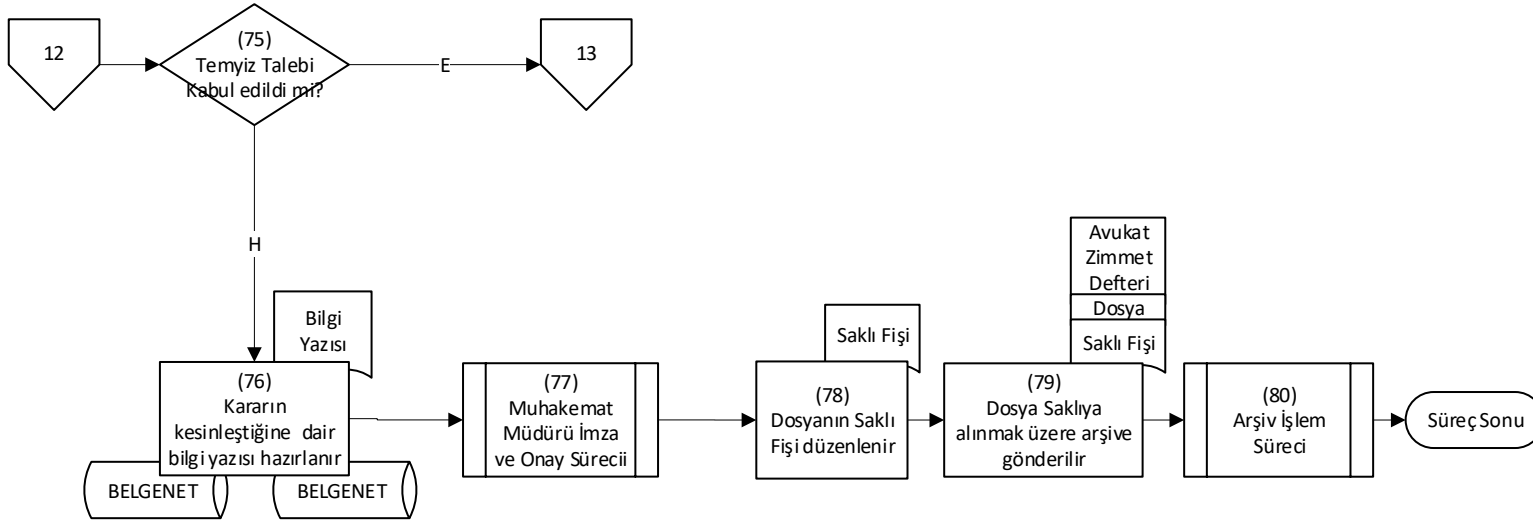 12
(75)
Temyiz Talebi
Kabul edildi mi?
E
13
H
Bilgi
Yazısı
(76)
Kararın
kesinleştiğine dair
bilgi yazısı hazırlanır
BELGENET
BELGENET
(77)
Muhakemat
Müdürü İmza
ve Onay Sürecii
Saklı Fişi
(78)
Dosyanın Saklı
Fişi düzenlenir
Avukat
Zimmet
Defteri
Dosya
Saklı Fişi
(79)
Dosya Saklıya
alınmak üzere arşive
gönderilir
(80)
Arşiv İşlem
Süreci
Süreç Sonu